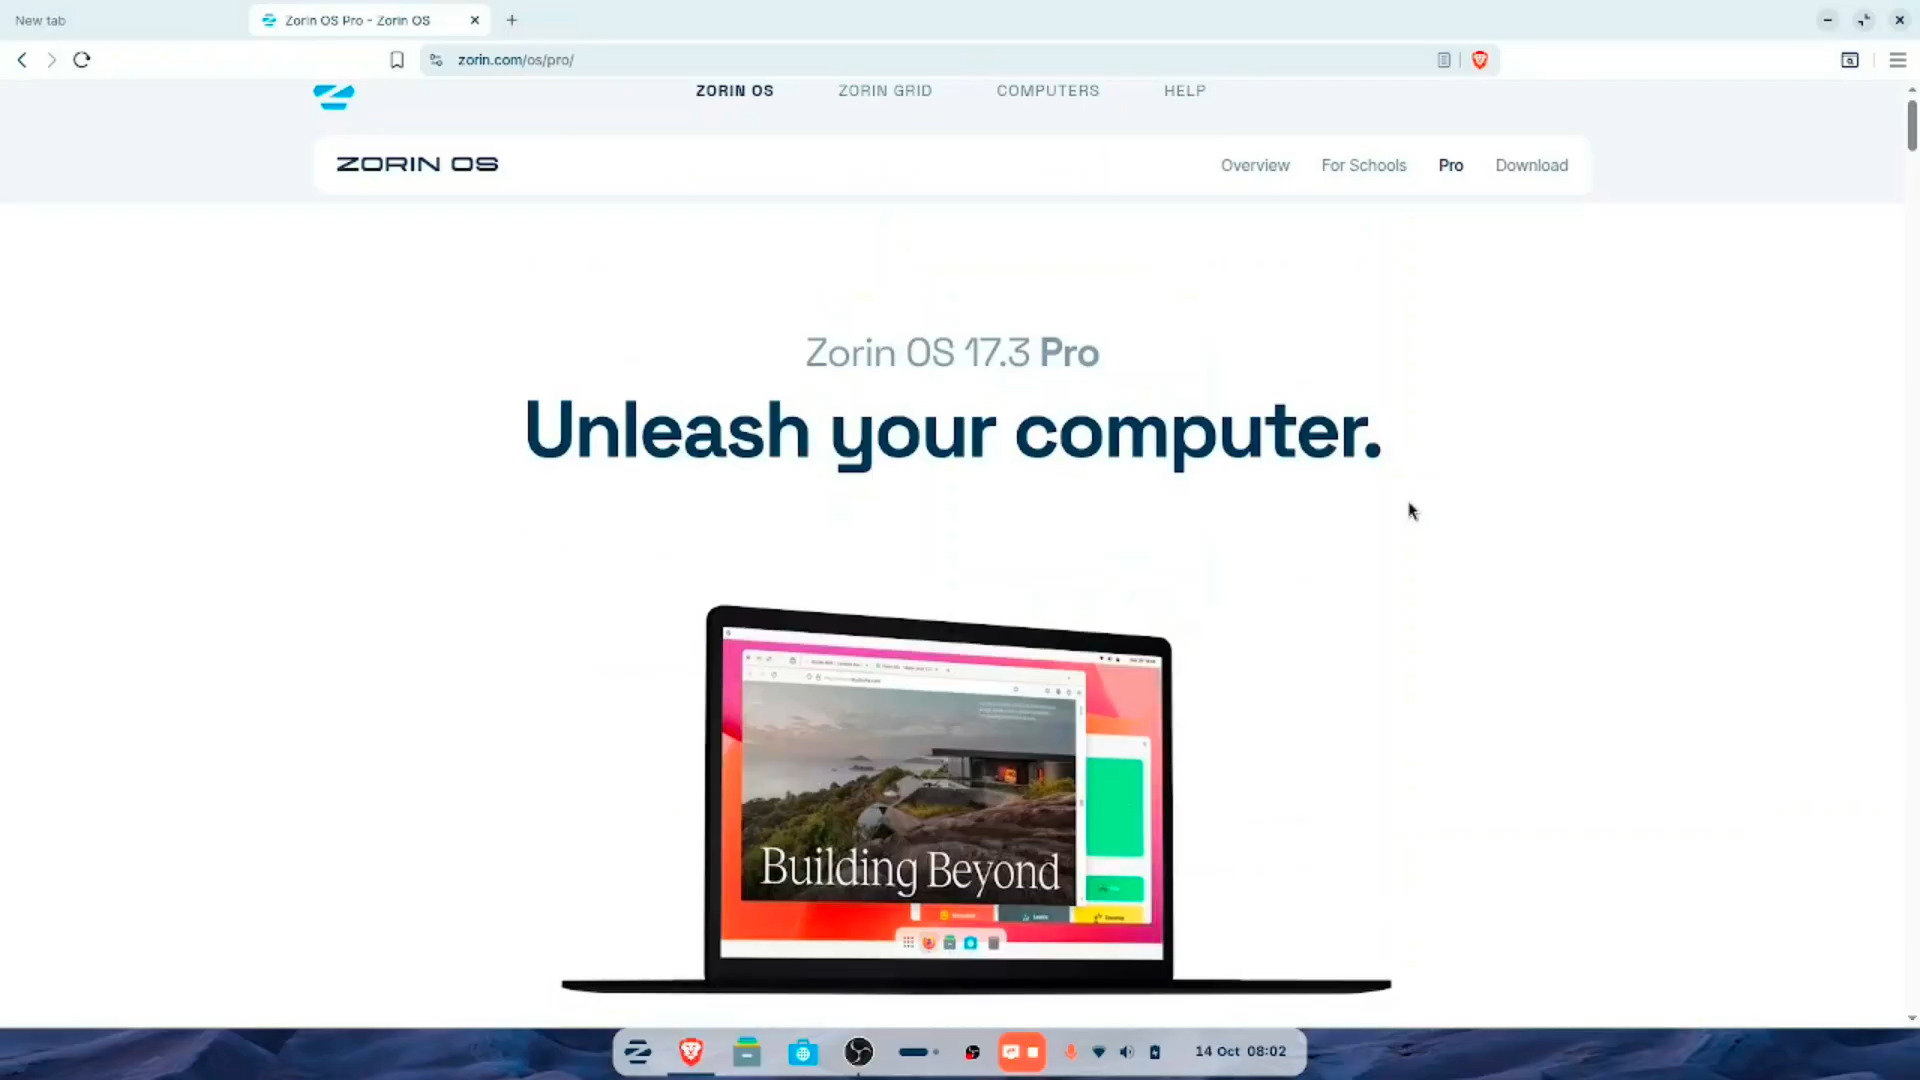 New tab
Zorin OS Pro - Zorin OS
zorin.com/os/pro/
ZORIN OS
ZORIN GRID
COMPUTERS
HELP
ZORIN OS
Overview
For Schools
Pro
Download
Zorin OS 17.3 Pro
Unleash your computer.
Building Beyond
14 Oct 08:02